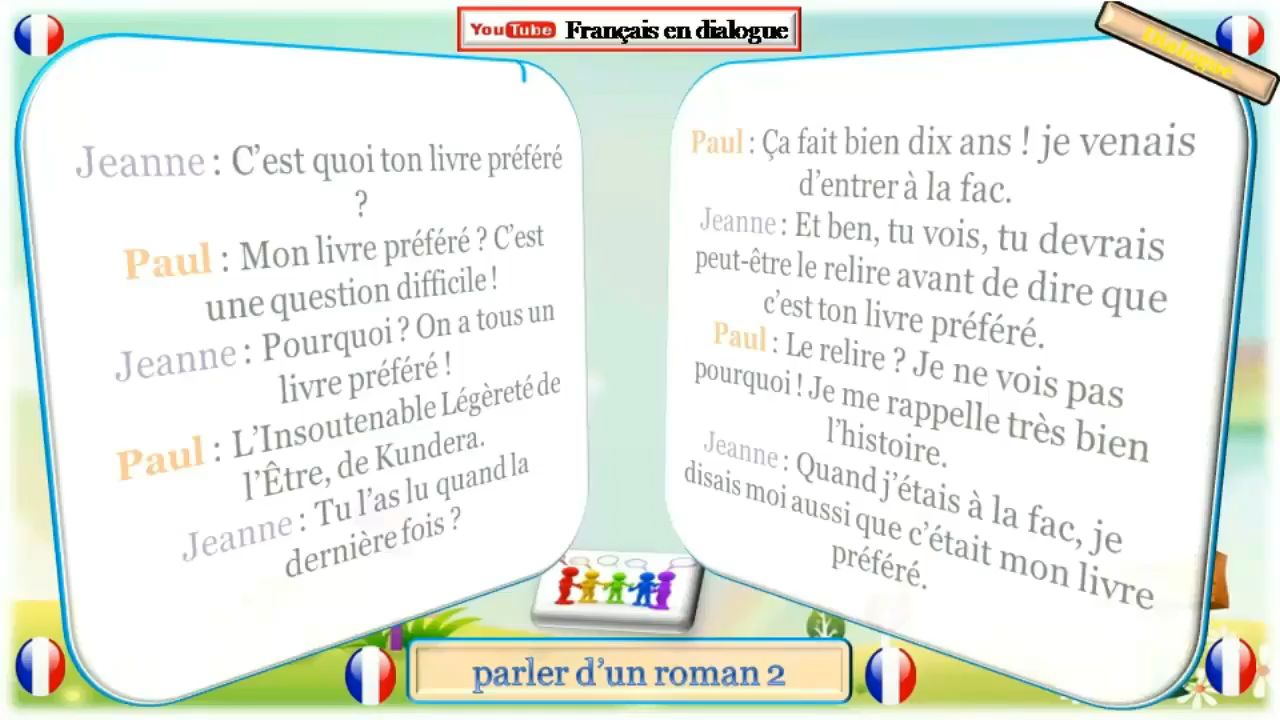 YouTube Français en dialogue
Dialogue
Jeanne : C’est quoi ton livre préféré
?
Paul : Mon livre préféré ? C’est
une question difficile !
Jeanne : Pourquoi ? On a tous un
livre préféré !
Paul : L’Insoutenable Légèreté de
l’Être, de Kundera.
Jeanne : Tu l’as lu quand la
dernière fois ?
Paul : Ça fait bien dix ans ! je venais
d’entrer à la fac.
Jeanne : Et ben, tu vois, tu devrais
peut-être le relire avant de dire que
c’est ton livre préféré.
Paul : Le relire ? Je ne vois pas
pourquoi ! Je me rappelle très bien
l’histoire.
Jeanne : Quand j’étais à la fac, je
disais moi aussi que c’était mon livre
préféré.
parler d’un roman 2